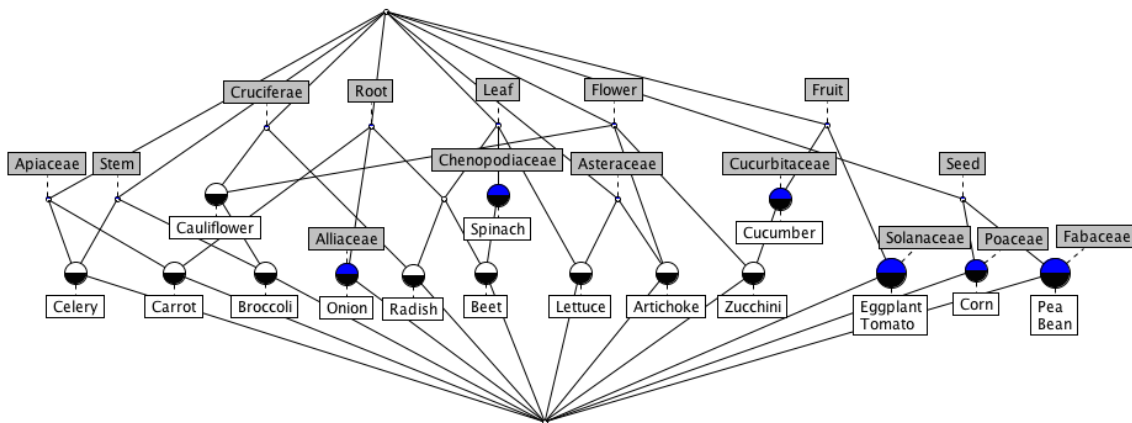 Cruciferae
Root
Leaf
Flower
Fruit
Apiaceae
Stem
Chenopodiaceae
Asteraceae
Cucurbitaceae
Seed
Cauliflower
Spinach
Cucumber
Alliaceae
Solanaceae
Poaceae
Fabaceae
Celery
Carrot
Broccoli
Onion
Radish
Beet
Lettuce
Artichoke
Zucchini
Eggplant
Tomato
Corn
Pea
Bean